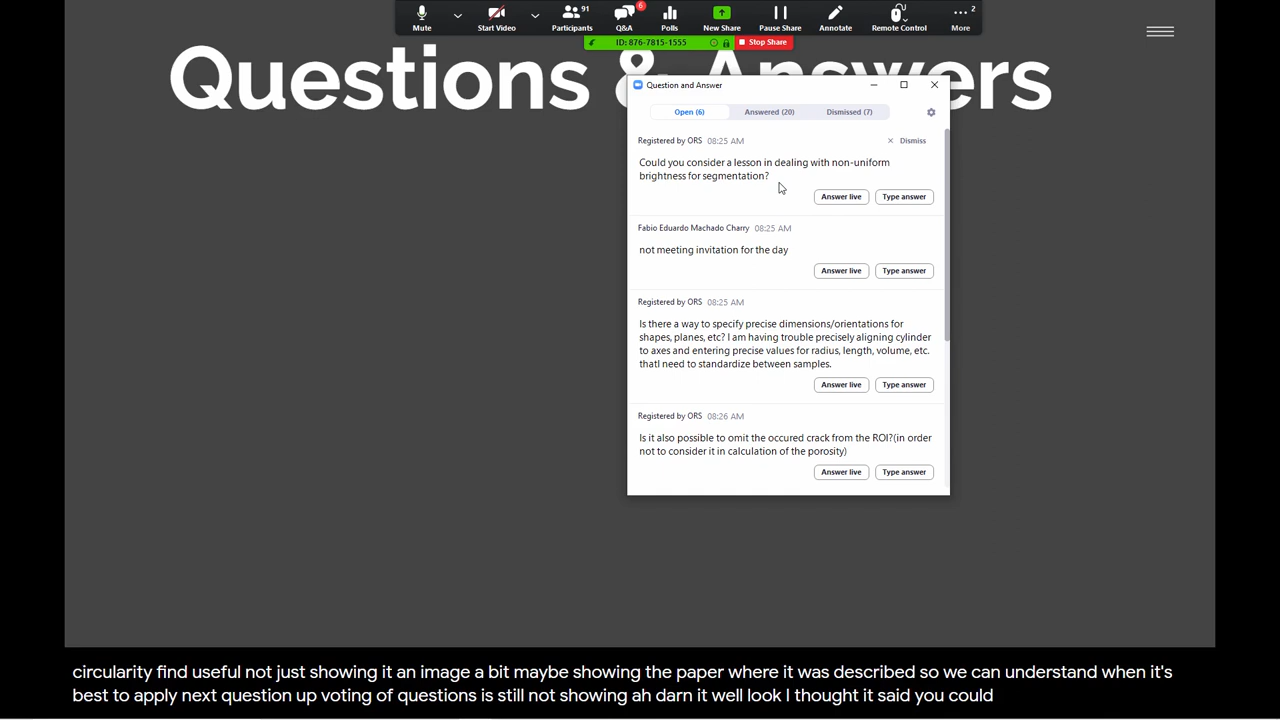 Mute
Start Video
91
Participants
6
Q&A
Polls
New Share
Pause Share
Annotate
Remote Control
2
More
ID: 876-7815-1555
Stop Share
Questions & Answers
Question and Answer
Open (6)
Answered (20)
Dismissed (7)
Registered by ORS 08:25 AM
Dismiss
Could you consider a lesson in dealing with non-uniform
brightness for segmentation?
Answer live
Type answer
Fabio Eduardo Machado Charry 08:25 AM
not meeting invitation for the day
Answer live
Type answer
Registered by ORS 08:25 AM
Is there a way to specify precise dimensions/orientations for
shapes, planes, etc? I am having trouble precisely aligning cylinder
to axes and entering precise values for radius, length, volume, etc.
thatI need to standardize between samples.
Answer live
Type answer
Registered by ORS 08:26 AM
Is it also possible to omit the occured crack from the ROI?(in order
not to consider it in calculation of the porosity)
Answer live
Type answer
circularity find useful not just showing it an image a bit maybe showing the paper where it was described so we can understand when it's
best to apply next question up voting of questions is still not showing ah darn it well look I thought it said you could